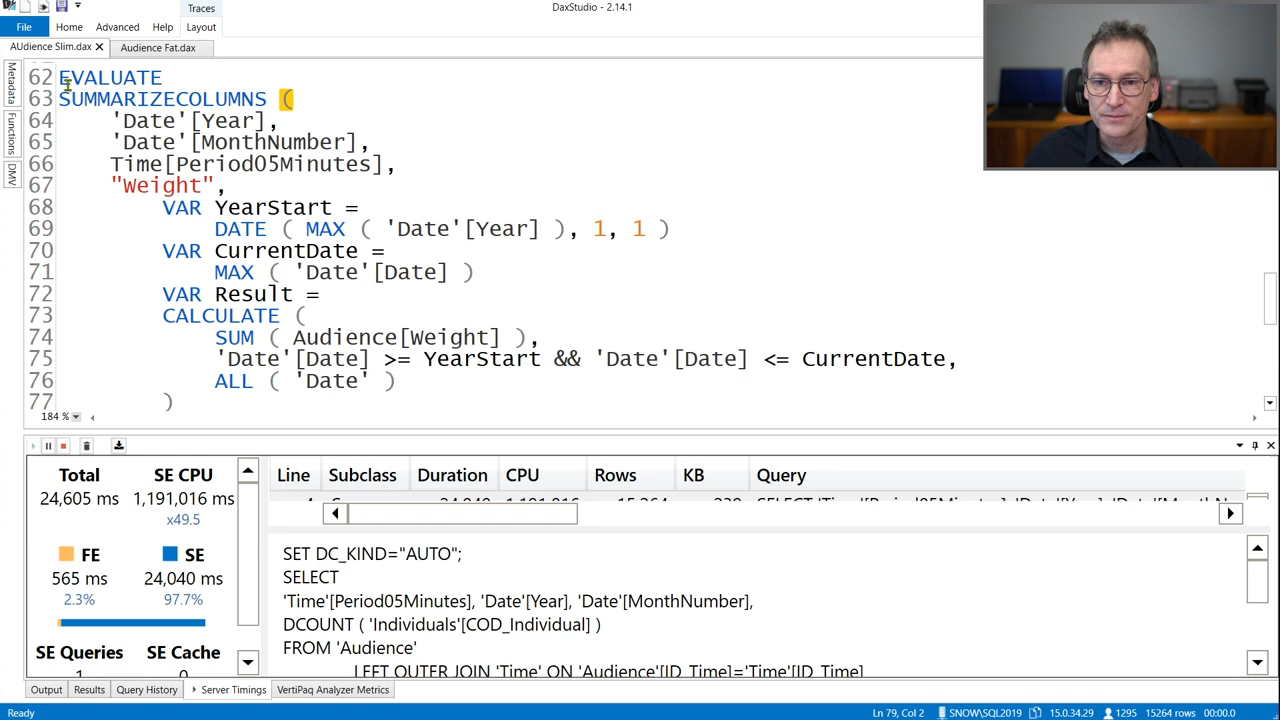 Traces
DaxStudio - 2.14.1
File Home Advanced Help Layout
AUdience Slim.dax Audience Fat.dax
Metadata
Functions
DMV
62 EVALUATE
63 SUMMARIZECOLUMNS (
64 'Date'[Year],
65 'Date'[MonthNumber],
66 Time[Period05Minutes],
67 "Weight",
68 VAR YearStart =
69 DATE ( MAX ( 'Date'[Year] ), 1, 1 )
70 VAR CurrentDate =
71 MAX ( 'Date'[Date] )
72 VAR Result =
73 CALCULATE (
74 SUM ( Audience[Weight] ),
75 'Date'[Date] >= YearStart && 'Date'[Date] <= CurrentDate,
76 ALL ( 'Date' )
77 )
184 %
Total SE CPU
24,605 ms 1,191,016 ms
x49.5
FE SE
565 ms 24,040 ms
2.3% 97.7%
SE Queries SE Cache
Line Subclass Duration CPU Rows KB Query
SET DC_KIND="AUTO";
SELECT
'Time'[Period05Minutes], 'Date'[Year], 'Date'[MonthNumber],
DCOUNT ( 'Individuals'[COD_Individual] )
FROM 'Audience'
LEFT OUTER JOIN 'Time' ON 'Audience'[ID_Time]='Time'[ID_Time]
Output Results Query History Server Timings VertiPaq Analyzer Metrics
Ready Ln 79, Col 2 SNOW\SQL2019 15.0.34.29 1295 15264 rows 00:00.0